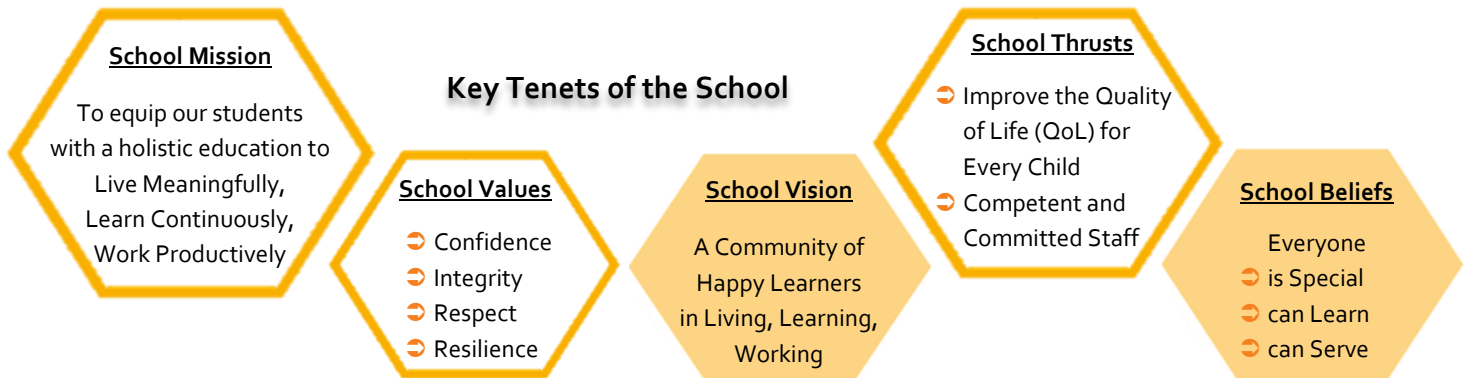 Key Tenets of the School
School Mission
To equip our students
with a holistic education to
Live Meaningfully,
Learn Continuously,
Work Productively
School Values
Confidence
Integrity
Respect
Resilience
School Vision
A Community of
Happy Learners
in Living, Learning,
Working
School Thrusts
Improve the Quality
of Life (QoL) for
Every Child
Competent and
Committed Staff
School Beliefs
Everyone
is Special
can Learn
can Serve